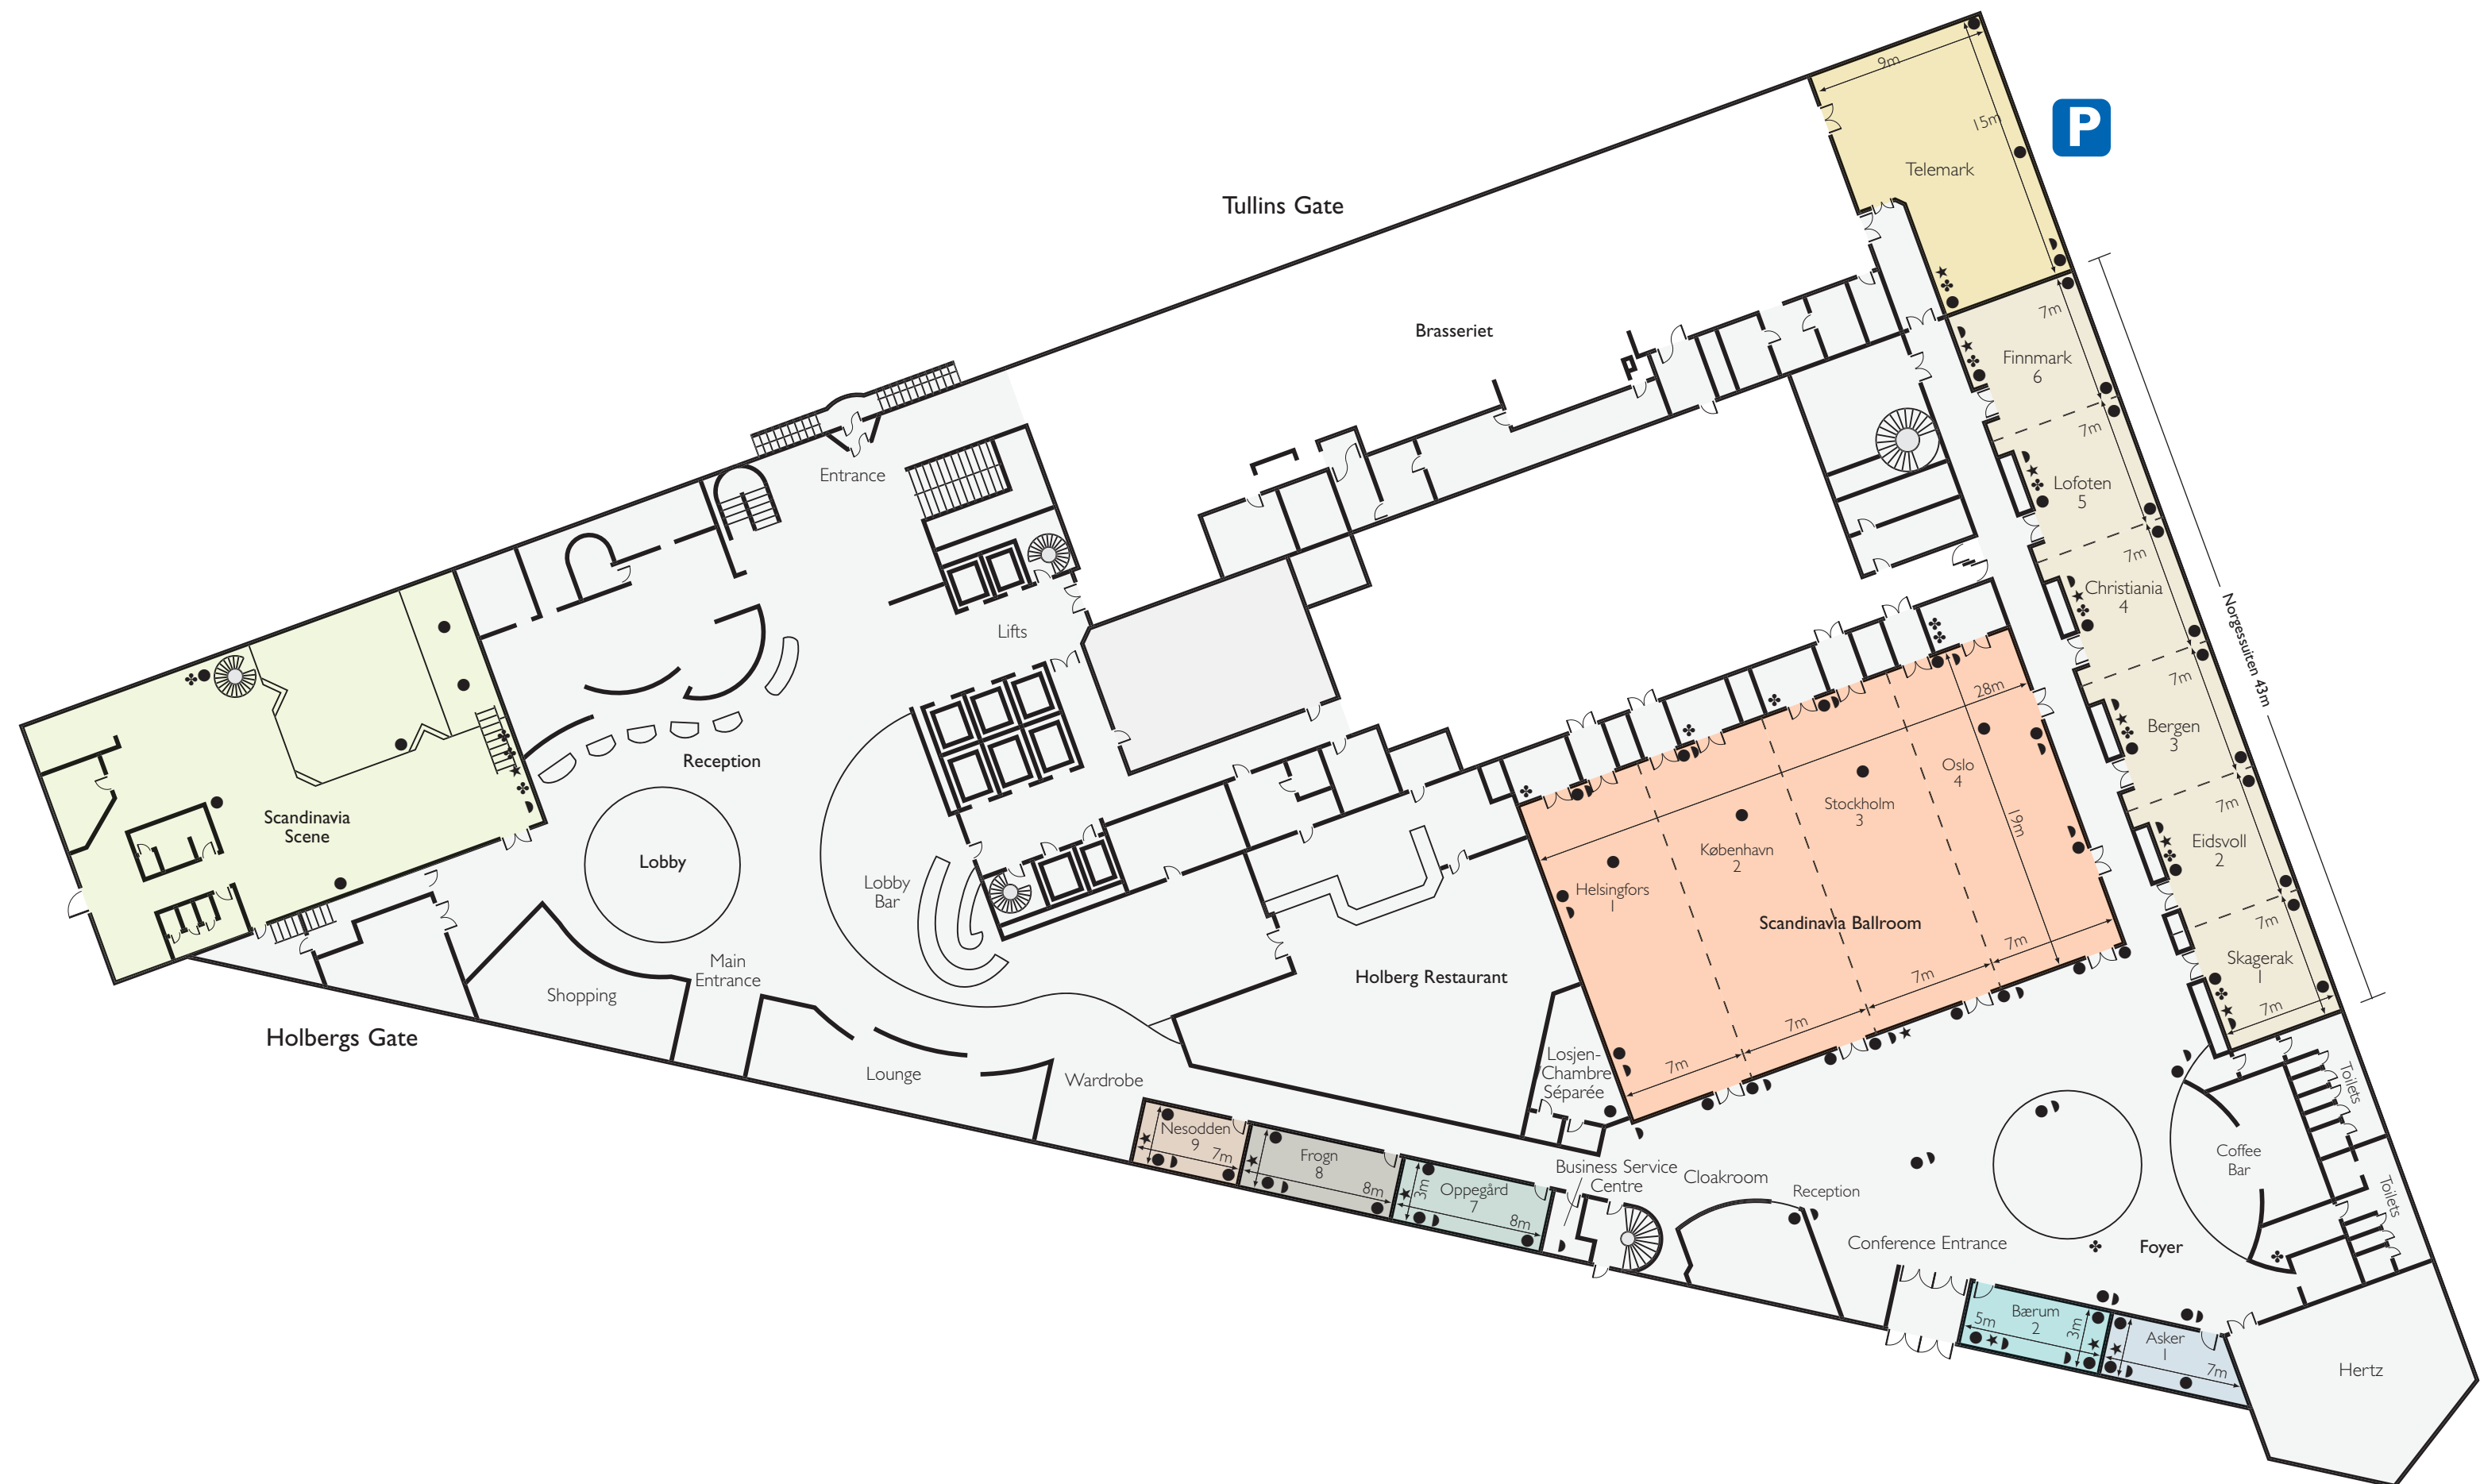 9m
15m
P
Telemark
Tullins Gate
Brasseriet
7m
Finnmark
6
7m
Lofoten
5
7m
Christiania
4
Norgessuiten 43m
7m
Bergen
3
7m
Eidsvoll
2
7m
Skagerak
1
7m
Entrace
Lifts
Reception
Lobby
Lobby
Bar
Scandinavia
Scene
Main
Entrance
Shopping
Holbergs Gate
Lounge
Wardrobe
Holberg Restaurant
28m
19m
Oslo
4
Stockholm
3
København
2
Helsingfors
1
Scandinavia Ballroom
7m
7m
7m
7m
Losjen-
Chambre
Séparée
Nesodden
9
7m
Frogn
8
8m
3m
Oppegård
7
8m
Business Service
Centre
Cloakroom
Reception
Conference Entrance
Foyer
Coffee
Bar
Toilets
Toilets
Bærum
2
5m
3m
Asker
1
7m
Hertz